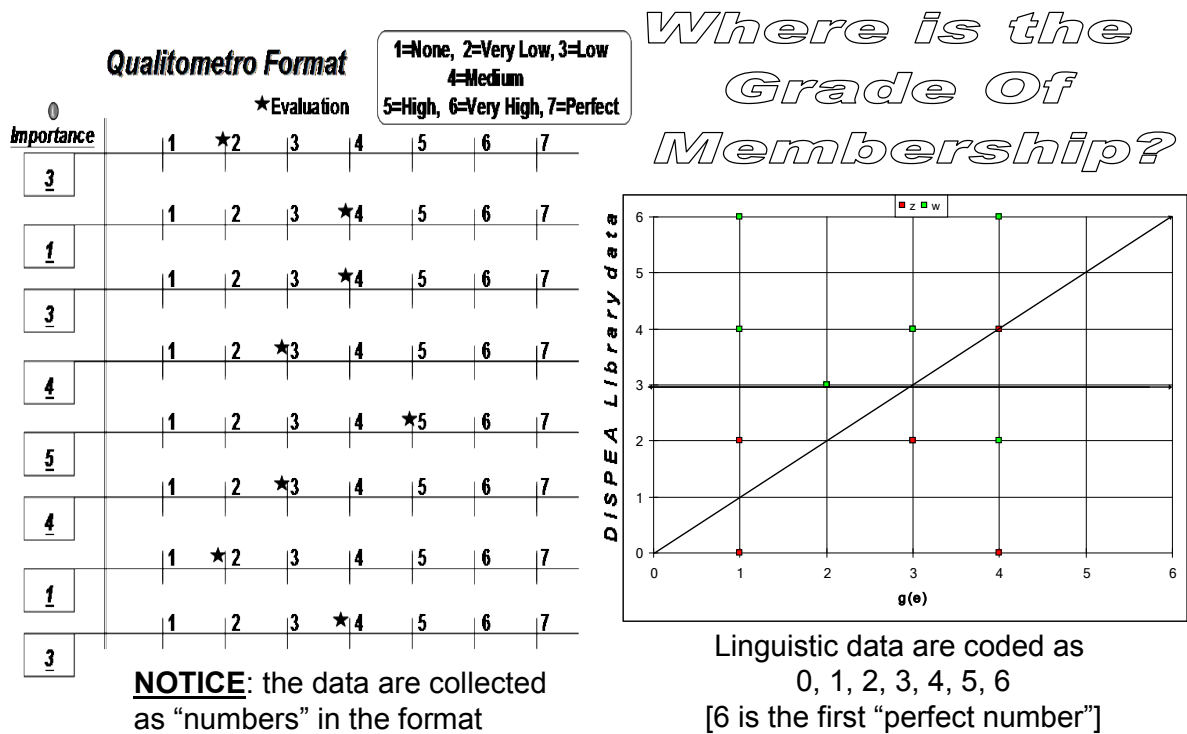 Qualitometro Format
1=None, 2=Very Low, 3=Low
4=Medium
5=High, 6=Very High, 7=Perfect
★Evaluation
Importance
1 2 3 4 5 6 7
3
1 2 3 4 5 6 7
1
1 2 3 4 5 6 7
3
1 2 3 4 5 6 7
4
1 2 3 4 5 6 7
5
1 2 3 4 5 6 7
4
1 2 3 4 5 6 7
1
1 2 3 4 5 6 7
3
NOTICE: the data are collected
as “numbers” in the format
Where is the
Grade Of
Membership?
z w
DISPEA Library data
6
5
4
3
2
1
0
0 1 2 3 4 5 6
g(e)
Linguistic data are coded as
0, 1, 2, 3, 4, 5, 6
[6 is the first “perfect number”]